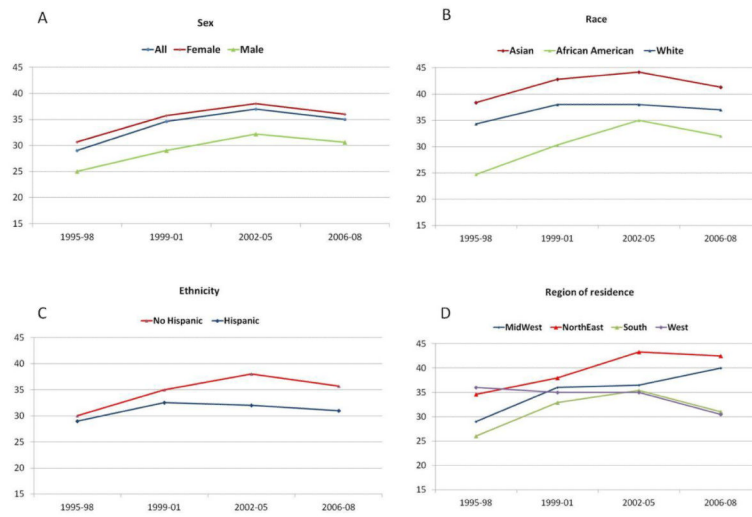 A
Sex
All Female Male
45
40
35
30
25
20
15
1995-98 1999-01 2002-05 2006-08
B
Race
Asian African American White
45
40
35
30
25
20
15
1995-98 1999-01 2002-05 2006-08
C
Ethnicity
No Hispanic Hispanic
45
40
35
30
25
20
15
1995-98 1999-01 2002-05 2006-08
D
Region of residence
MidWest NorthEast South West
45
40
35
30
25
20
15
1995-98 1999-01 2002-05 2006-08